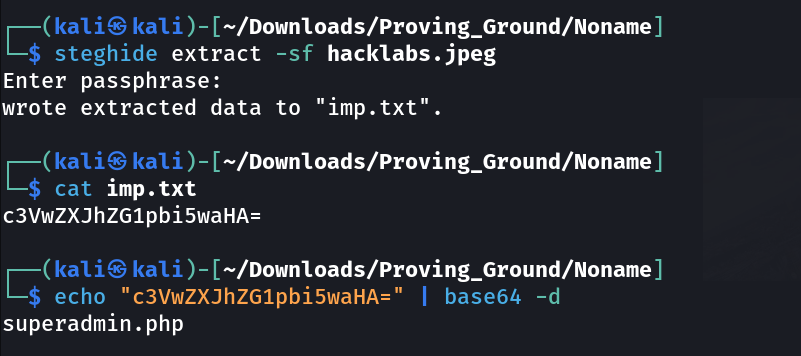 ┌──(kali㉿kali)-[~/Downloads/Proving_Ground/Noname]
└─$ steghide extract -sf hacklabs.jpeg
Enter passphrase:
wrote extracted data to "imp.txt".
┌──(kali㉿kali)-[~/Downloads/Proving_Ground/Noname]
└─$ cat imp.txt
c3VwZXJhZG1pbi5waHA=
┌──(kali㉿kali)-[~/Downloads/Proving_Ground/Noname]
└─$ echo "c3VwZXJhZG1pbi5waHA=" | base64 -d
superadmin.php